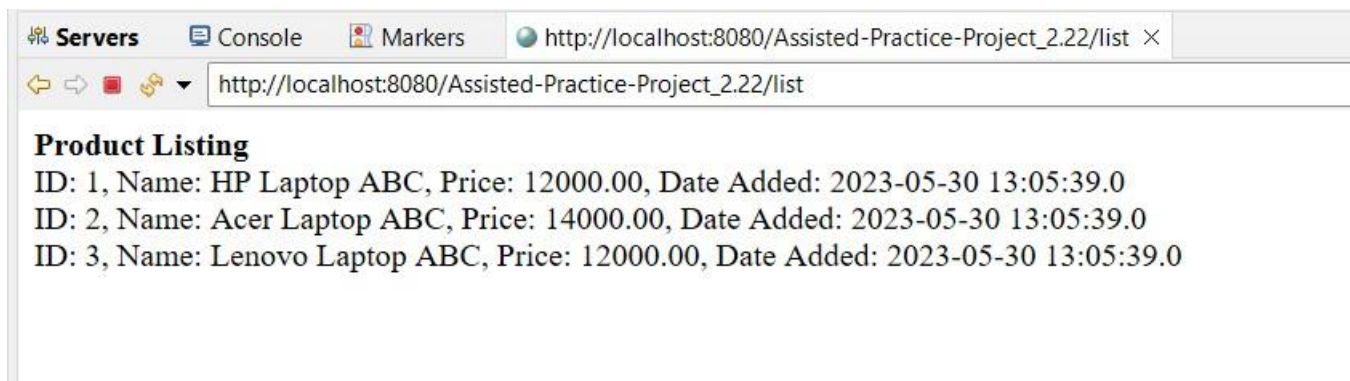 Servers Console Markers http://localhost:8080/Assisted-Practice-Project_2.22/list
http://localhost:8080/Assisted-Practice-Project_2.22/list
Product Listing
ID: 1, Name: HP Laptop ABC, Price: 12000.00, Date Added: 2023-05-30 13:05:39.0
ID: 2, Name: Acer Laptop ABC, Price: 14000.00, Date Added: 2023-05-30 13:05:39.0
ID: 3, Name: Lenovo Laptop ABC, Price: 12000.00, Date Added: 2023-05-30 13:05:39.0